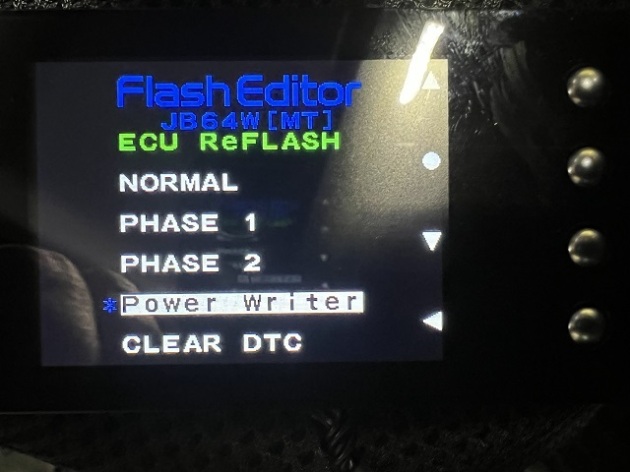 Flash Editor
JB64W[MT]
ECU ReFLASH
NORMAL
PHASE 1
PHASE 2
*Power Writer
CLEAR DTC